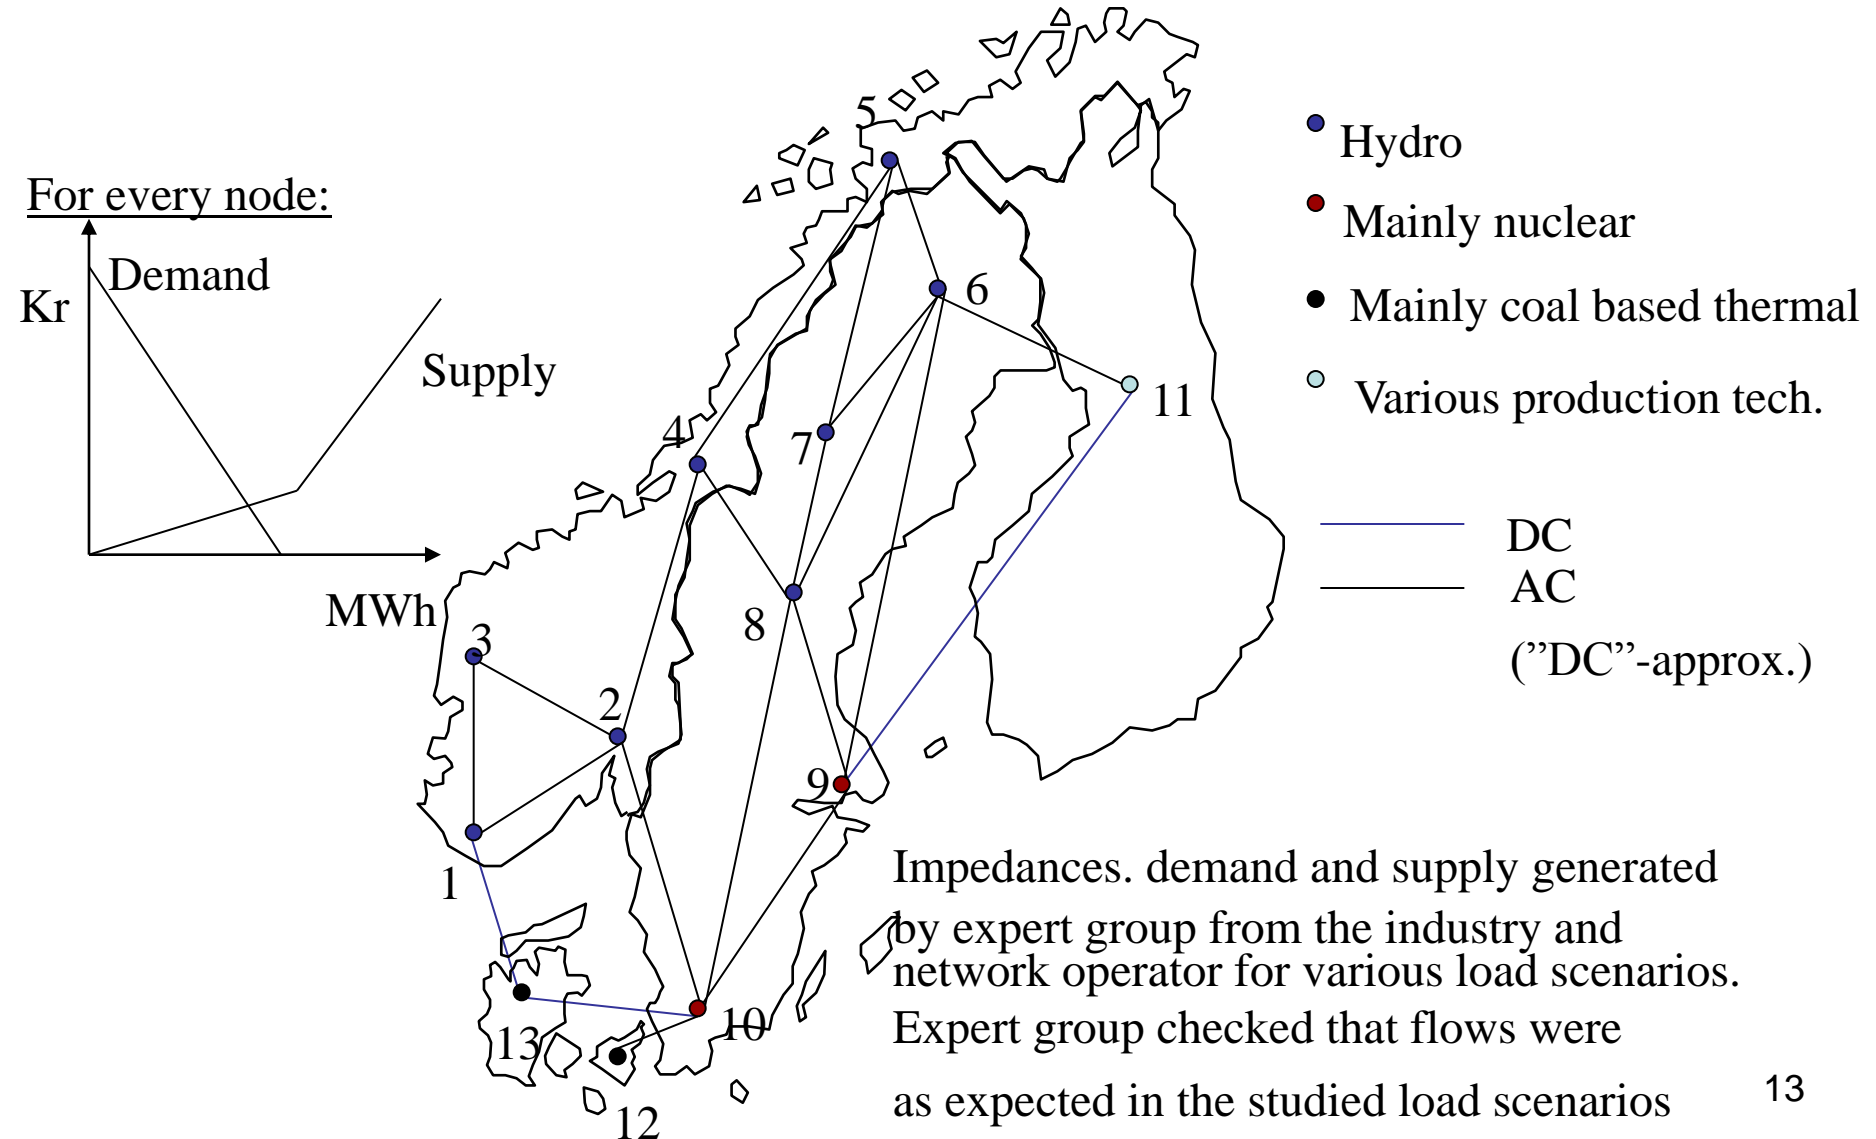 For every node:
Kr
Demand
Supply
MWh
5
6
4
7
11
8
3
2
9
1
10
13
12
Hydro
Mainly nuclear
Mainly coal based thermal
Various production tech.
DC
AC
(”DC”-approx.)
Impedances. demand and supply generated
by expert group from the industry and
network operator for various load scenarios.
Expert group checked that flows were
as expected in the studied load scenarios
13